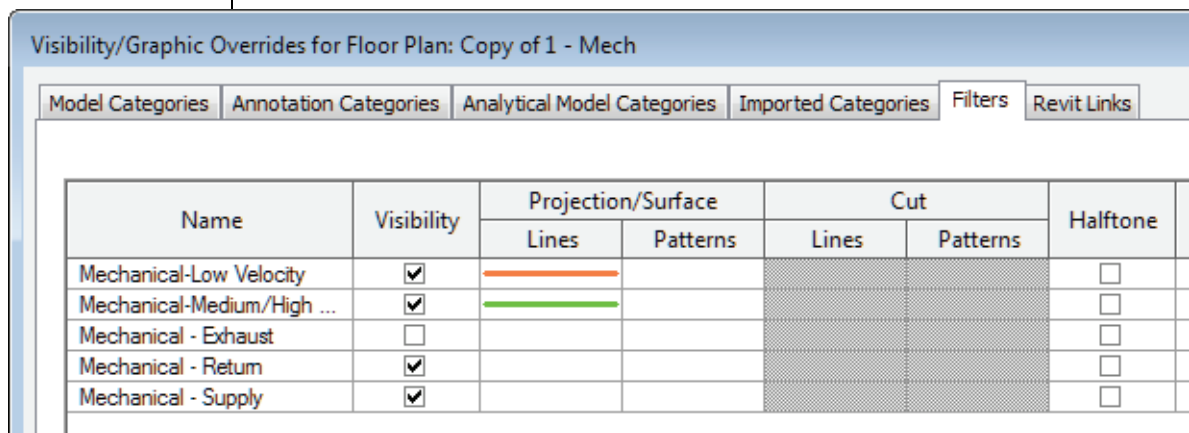 Visibility/Graphic Overrides for Floor Plan: Copy of 1 - Mech
Model Categories Annotation Categories Analytical Model Categories Imported Categories Filters Revit Links
Name Visibility Projection/Surface Cut Halftone
Lines Patterns Lines Patterns
Mechanical-Low Velocity
Mechanical-Medium/High ...
Mechanical - Exhaust
Mechanical - Return
Mechanical - Supply